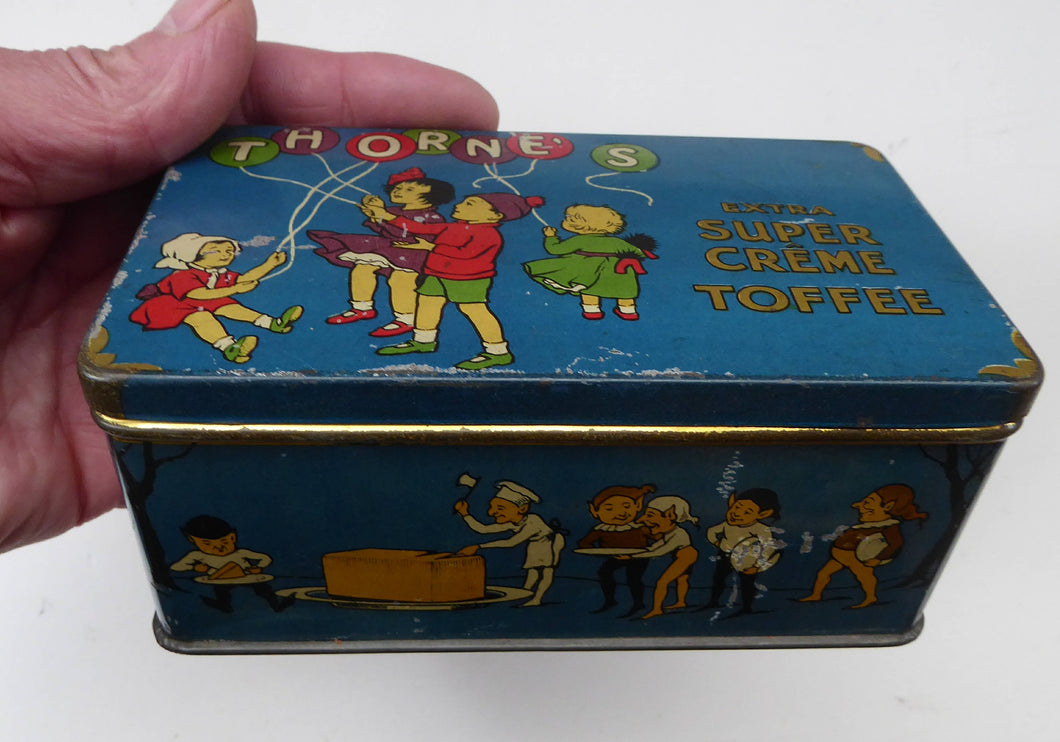 THORNE'S
EXTRA
SUPER
CRÊME
TOFFEE